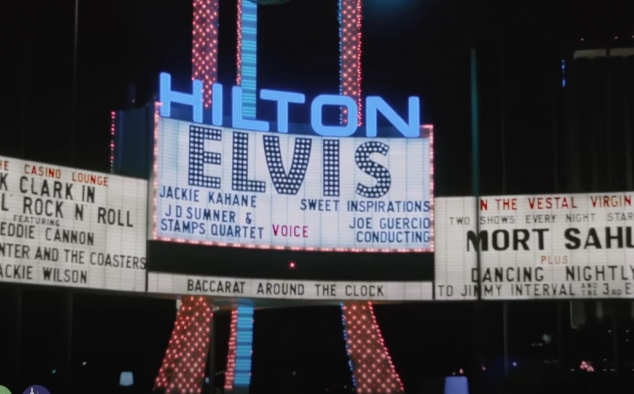 HILTON
ELVIS
JACKIE KAHANE SWEET INSPIRATIONS
J D SUMNER & JOE GUERCIO
STAMPS QUARTET VOICE CONDUCTING
BACCARAT AROUND THE CLOCK
CASINO LOUNGE
CLARK IN
ROCK N' ROLL
FEATURING
EDDIE CANNON
AND THE COASTERS
ACKIE WILSON
IN THE VESTAL VIRGIN
TWO SHOWS EVERY NIGHT STAR
MORT SAHL
PLUS
DANCING NIGHTLY
TO JIMMY INTERVAL AND THE 3RD E